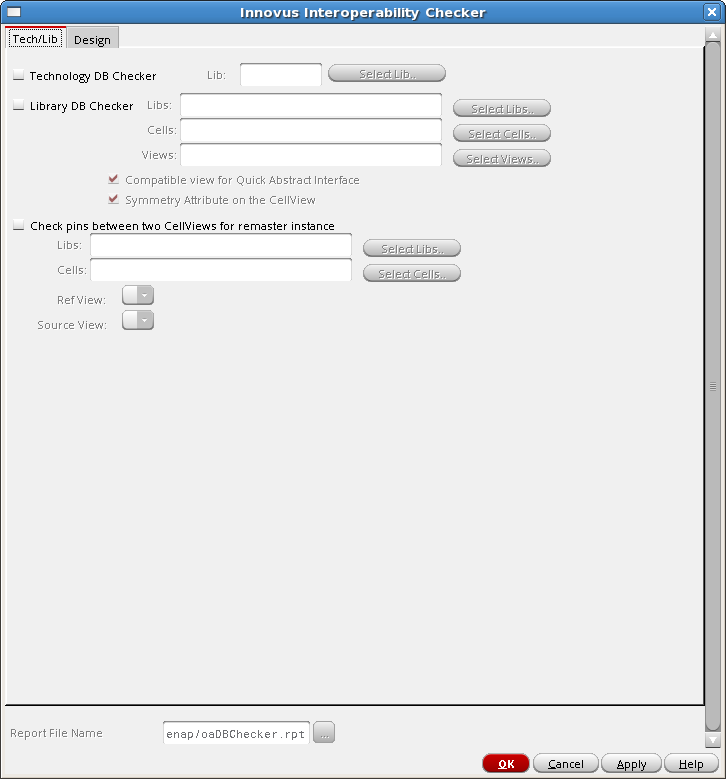 Innovus Interoperability Checker
Tech/Lib Design
Technology DB Checker Lib: Select Lib..
Library DB Checker Libs: Select Libs..
Cells: Select Cells..
Views: Select Views..
Compatible view for Quick Abstract Interface
Symmetry Attribute on the CellView
Check pins between two CellViews for remaster instance
Libs: Select Libs..
Cells: Select Cells..
Ref View:
Source View:
Report File Name enap/oaDBChecker.rpt ...
OK Cancel Apply Help